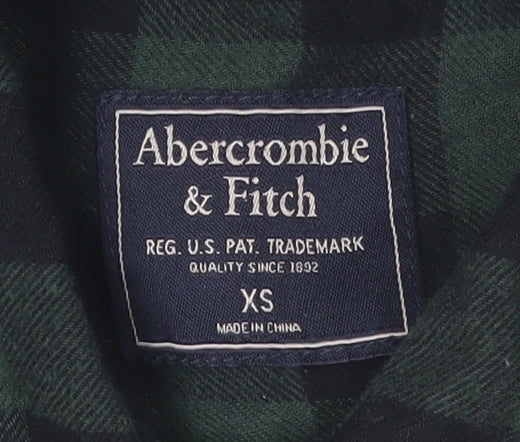 Abercrombie
& Fitch
REG. U.S. PAT. TRADEMARK
QUALITY SINCE 1892
XS
MADE IN CHINA